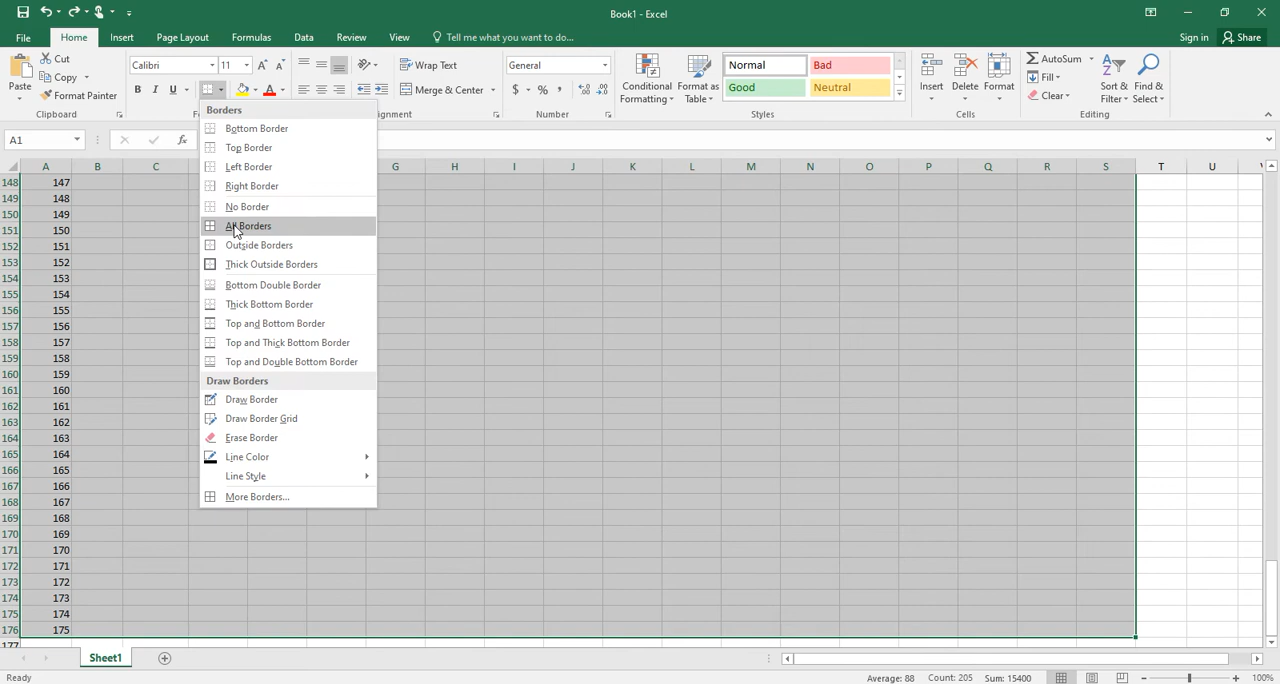 Book1 - Excel
File Home Insert Page Layout Formulas Data Review View Tell me what you want to do... Sign in Share
Paste Cut Copy Format Painter Clipboard
Calibri 11 A A B I U A
Wrap Text Merge & Center
General $ % , Number
Conditional Formatting Format as Table Normal Bad Good Neutral Styles
Insert Delete Format Cells
AutoSum Fill Clear Sort & Filter Find & Select Editing
A1 fx
Borders
Bottom Border
Top Border
Left Border
Right Border
No Border
All Borders
Outside Borders
Thick Outside Borders
Bottom Double Border
Thick Bottom Border
Top and Bottom Border
Top and Thick Bottom Border
Top and Double Bottom Border
Draw Borders
Draw Border
Draw Border Grid
Erase Border
Line Color
Line Style
More Borders...
A B C G H I J K L M N O P Q R S T U
148 147
149 148
150 149
151 150
152 151
153 152
154 153
155 154
156 155
157 156
158 157
159 158
160 159
161 160
162 161
163 162
164 163
165 164
166 165
167 166
168 167
169 168
170 169
171 170
172 171
173 172
174 173
175 174
176 175
177
Sheet1
Ready Average: 88 Count: 205 Sum: 15400 100%